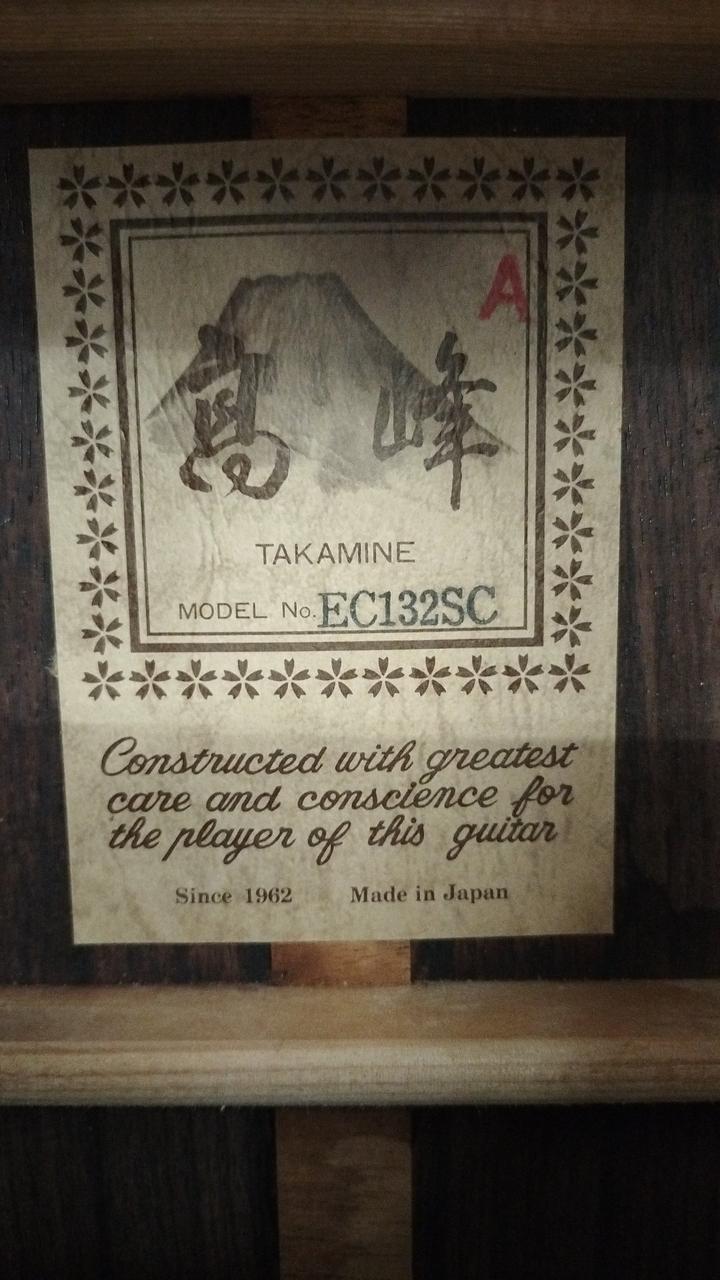 A
高峰
TAKAMINE
MODEL No. EC132SC
Constructed with greatest
care and conscience for
the player of this guitar
Since 1962 Made in Japan